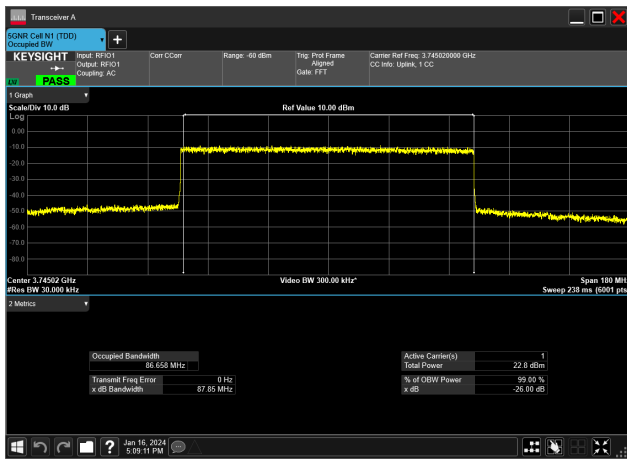 Transceiver A
5GNR Cell N1 (TDD)
Occupied BW
KEYSIGHT
Input: RFIO1
Output: RFIO1
Coupling: AC
Corr CCorr
Range: -60 dBm
Trig: Prot Frame
Aligned
Gate: FFT
Carrier Ref Freq: 3.745020000 GHz
CC Info: Uplink, 1 CC
PASS
1 Graph
Scale/Div 10.0 dB
Ref Value 10.00 dBm
Log
0.00
-10.0
-20.0
-30.0
-40.0
-50.0
-60.0
-70.0
-80.0
Center 3.74502 GHz
Video BW 300.00 kHz*
Span 180 MH
#Res BW 30.000 kHz
Sweep 238 ms (6001 pts
2 Metrics
Occupied Bandwidth
86.658 MHz
Transmit Freq Error 0 Hz
x dB Bandwidth 87.85 MHz
Active Carrier(s) 1
Total Power 22.8 dBm
% of OBW Power 99.00 %
x dB -26.00 dB
Jan 16, 2024
5:09:11 PM